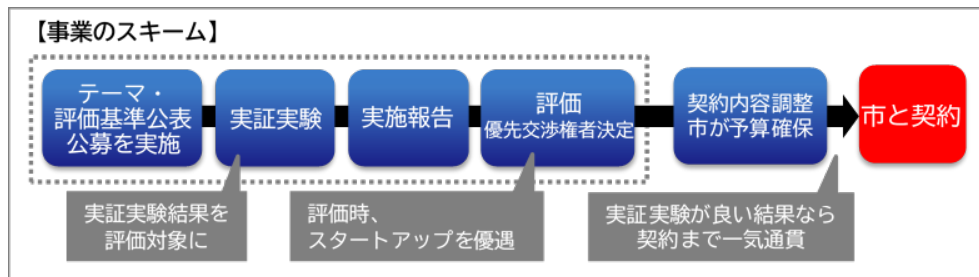 【事業のスキーム】
テーマ・
評価基準公表
公募を実施
実証実験
実施報告
評価
優先交渉権者決定
契約内容調整
市が予算確保
市と契約
実証実験結果を
評価対象に
評価時、
スタートアップを優遇
実証実験が良い結果なら
契約まで一気通貫